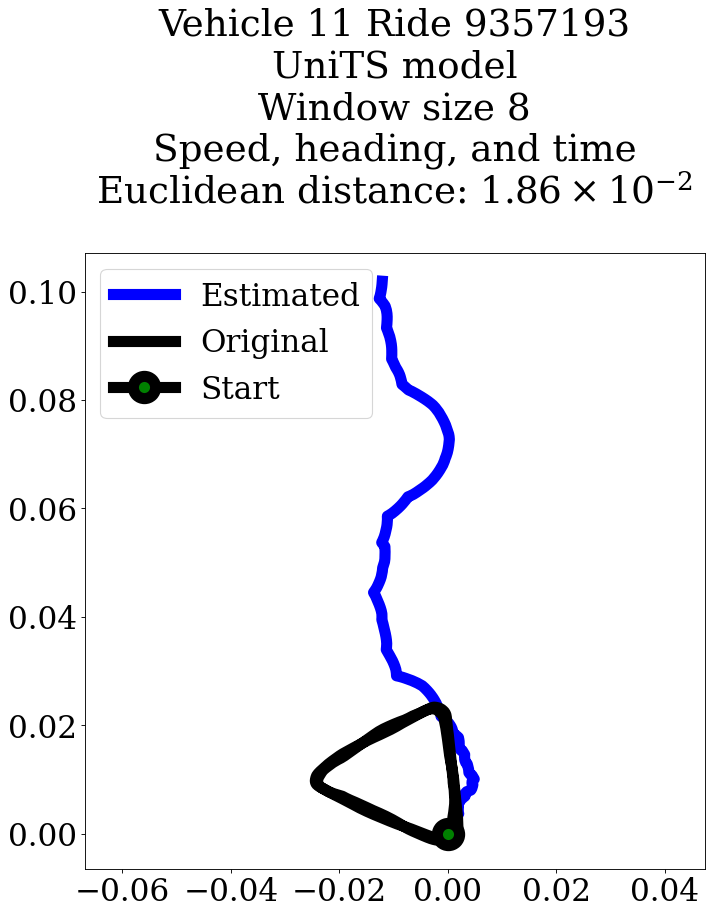 Vehicle 11 Ride 9357193
UniTS model
Window size 8
Speed, heading, and time
Euclidean distance: 1.86 × 10⁻²
Estimated
Original
Start
0.10
0.08
0.06
0.04
0.02
0.00
−0.06 −0.04 −0.02 0.00 0.02 0.04